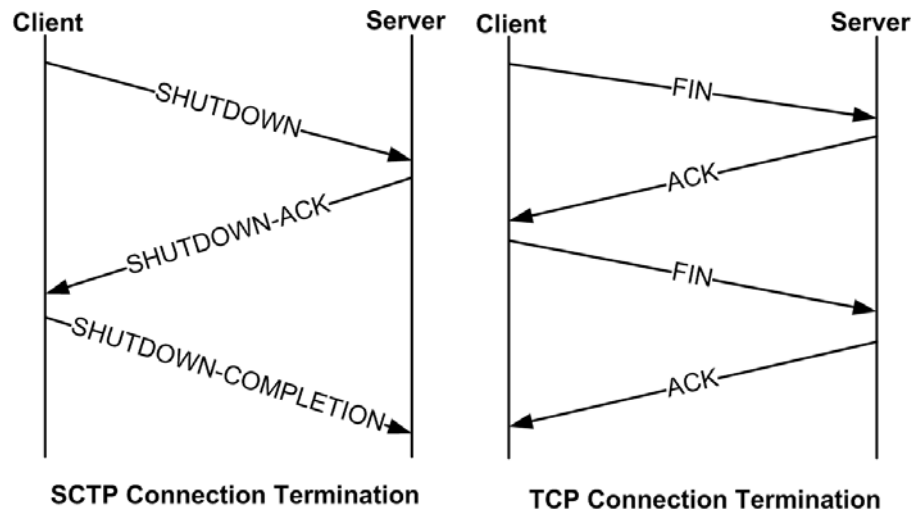 Client Server
SHUTDOWN
SHUTDOWN-ACK
SHUTDOWN-COMPLETION
SCTP Connection Termination
Client Server
FIN
ACK
FIN
ACK
TCP Connection Termination